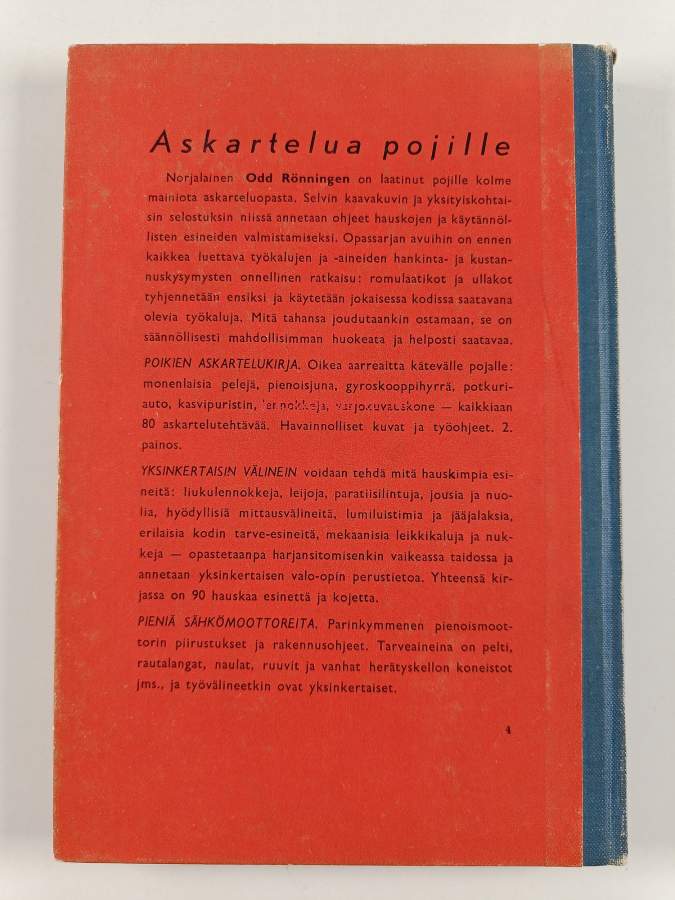 Askartelua pojille
Norjalainen Odd Rönningen on laatinut pojille kolme
mainiota askarteluopasta. Selvin kaavakuvin ja yksityiskohtai-
sin selostuksin niissä annetaan ohjeet hauskojen ja käytännöl-
listen esineiden valmistamiseksi. Opassarjan avuihin on ennen
kaikkea luettava työkalujen ja -aineiden hankinta- ja kustan-
nuskysymysten onnellinen ratkaisu: romulaatikot ja ullakot
tyhjennetään ensiksi ja käytetään jokaisessa kodissa saatavana
olevia työkaluja. Mitä tahansa joudutaankin ostamaan, se on
säännöllisesti mahdollisimman huokeata ja helposti saatavaa.
POIKIEN ASKARTELUKIRJA. Oikea aarreaitta kätevälle pojalle:
monenlaisia pelejä, pienoisjuna, gyroskooppihyrrä, potkuri-
auto, kasvipuristin, lennokkeja, varjokuvauskone — kaikkiaan
80 askartelutehtävää. Havainnolliset kuvat ja työohjeet. 2.
painos.
YKSINKERTAISIN VÄLINEIN voidaan tehdä mitä hauskimpia esi-
neitä: liukulennokkeja, leijoja, paratiisilintuja, jousia ja nuo-
lia, hyödyllisiä mittausvälineitä, lumiluistimia ja jääjalaksia,
erilaisia kodin tarve-esineitä, mekaanisia leikkikaluja ja nuk-
keja — opastetaanpa harjansitomisenkin vaikeassa taidossa ja
annetaan yksinkertaisen valo-opin perustietoa. Yhteensä kir-
jassa on 90 hauskaa esinettä ja kojetta.
PIENIÄ SÄHKÖMOOTTOREITA. Parinkymmenen pienoismoot-
torin piirustukset ja rakennusohjeet. Tarveaineina on pelti,
rautalangat, naulat, ruuvit ja vanhat herätyskellon koneistot
jms., ja työvälineetkin ovat yksinkertaiset.
4